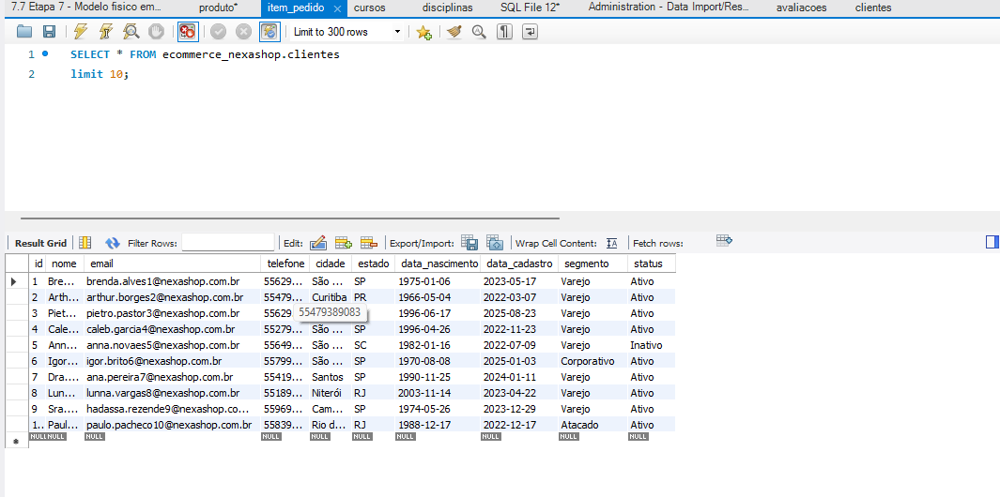 7.7 Etapa 7 - Modelo fisico em... produto* item_pedido cursos disciplinas SQL File 12* Administration - Data Import/Res... avaliacoes clientes
Limit to 300 rows
1 SELECT * FROM ecommerce_nexashop.clientes
2 limit 10;
Result Grid Filter Rows: Edit: Export/Import: Wrap Cell Content: Fetch rows:
id nome email telefone cidade estado data_nascimento data_cadastro segmento status
1 Bre... brenda.alves1@nexashop.com.br 55629... São ... SP 1975-01-06 2023-05-17 Varejo Ativo
2 Arth... arthur.borges2@nexashop.com.br 55479... Curitiba PR 1966-05-04 2022-03-07 Varejo Ativo
3 Piet... pietro.pastor3@nexashop.com.br 55629 55479389083 1996-06-17 2025-08-23 Varejo Ativo
4 Cale... caleb.garcia4@nexashop.com.br 55279... São ... SP 1996-04-26 2022-11-23 Varejo Ativo
5 Ann... anna.novaes5@nexashop.com.br 55649... São ... SC 1982-01-16 2022-07-09 Varejo Inativo
6 Igor... igor.brito6@nexashop.com.br 55799... São ... SP 1970-08-08 2025-01-03 Corporativo Ativo
7 Dra.... ana.pereira7@nexashop.com.br 55419... Santos SP 1990-11-25 2024-01-11 Varejo Ativo
8 Lun... lunna.vargas8@nexashop.com.br 55189... Niterói RJ 2003-11-14 2023-04-22 Varejo Ativo
9 Sra.... hadassa.rezende9@nexashop.co... 55969... Cam... SP 1974-05-26 2023-12-29 Varejo Ativo
1.. Paul... paulo.pacheco10@nexashop.com.br 55839... Rio d... RJ 1988-12-17 2022-12-17 Atacado Ativo
NULL NULL NULL NULL NULL NULL NULL NULL NULL NULL